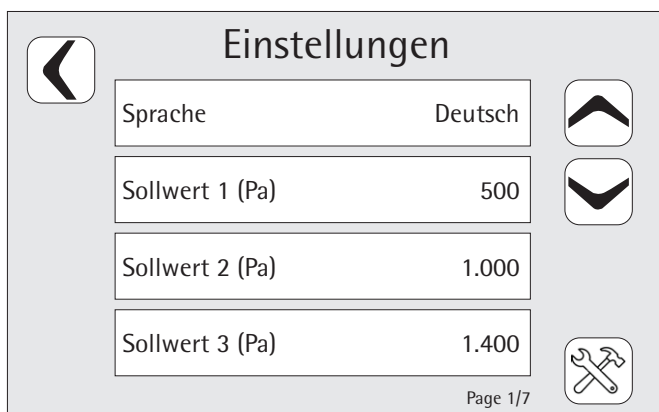 Einstellungen
Sprache Deutsch
Sollwert 1 (Pa) 500
Sollwert 2 (Pa) 1.000
Sollwert 3 (Pa) 1.400
Page 1/7